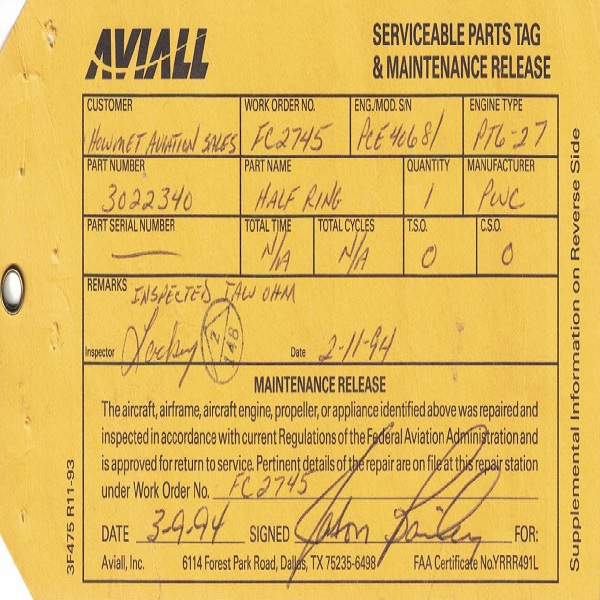 AVIALL
SERVICEABLE PARTS TAG
& MAINTENANCE RELEASE
CUSTOMER WORK ORDER NO. ENG./MOD. S/N ENGINE TYPE
HOWMET AVIATION SALES FC2745 PCE40681 PT6-27
PART NUMBER PART NAME QUANTITY MANUFACTURER
3022340 HALF RING 1 PWC
PART SERIAL NUMBER TOTAL TIME TOTAL CYCLES T.S.O. C.S.O.
— N/A N/A 0 0
REMARKS INSPECTED IAW OHM
Inspector Date 2-11-94
MAINTENANCE RELEASE
The aircraft, airframe, aircraft engine, propeller, or appliance identified above was repaired and
inspected in accordance with current Regulations of the Federal Aviation Administration and
is approved for return to service. Pertinent details of the repair are on file at this repair station
under Work Order No. FC2745
DATE 3-9-94 SIGNED Jason Bailey FOR:
Aviall, Inc. 6114 Forest Park Road, Dallas, TX 75235-6498 FAA Certificate No.YRRR491L
3F475 R11-93
Supplemental Information on Reverse Side